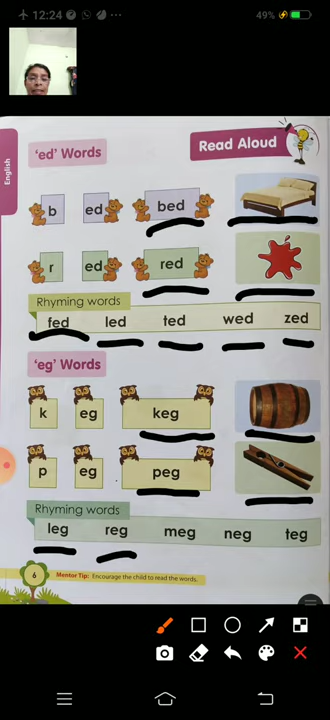 12:24
49%
English
'ed' Words
Read Aloud
b ed bed
r ed red
Rhyming words
fed led ted wed zed
'eg' Words
k eg keg
p eg peg
Rhyming words
leg reg meg neg teg
6 Mentor Tip: Encourage the child to read the words.